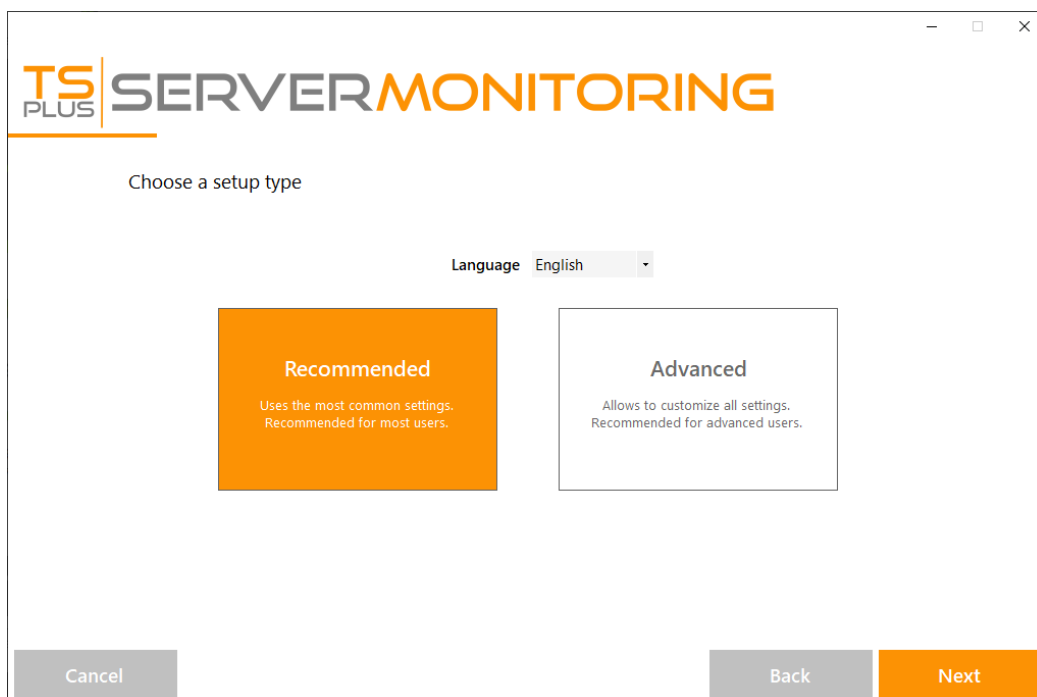 TS PLUS SERVERMONITORING
Choose a setup type
Language English
Recommended
Uses the most common settings.
Recommended for most users.
Advanced
Allows to customize all settings.
Recommended for advanced users.
Cancel
Back
Next